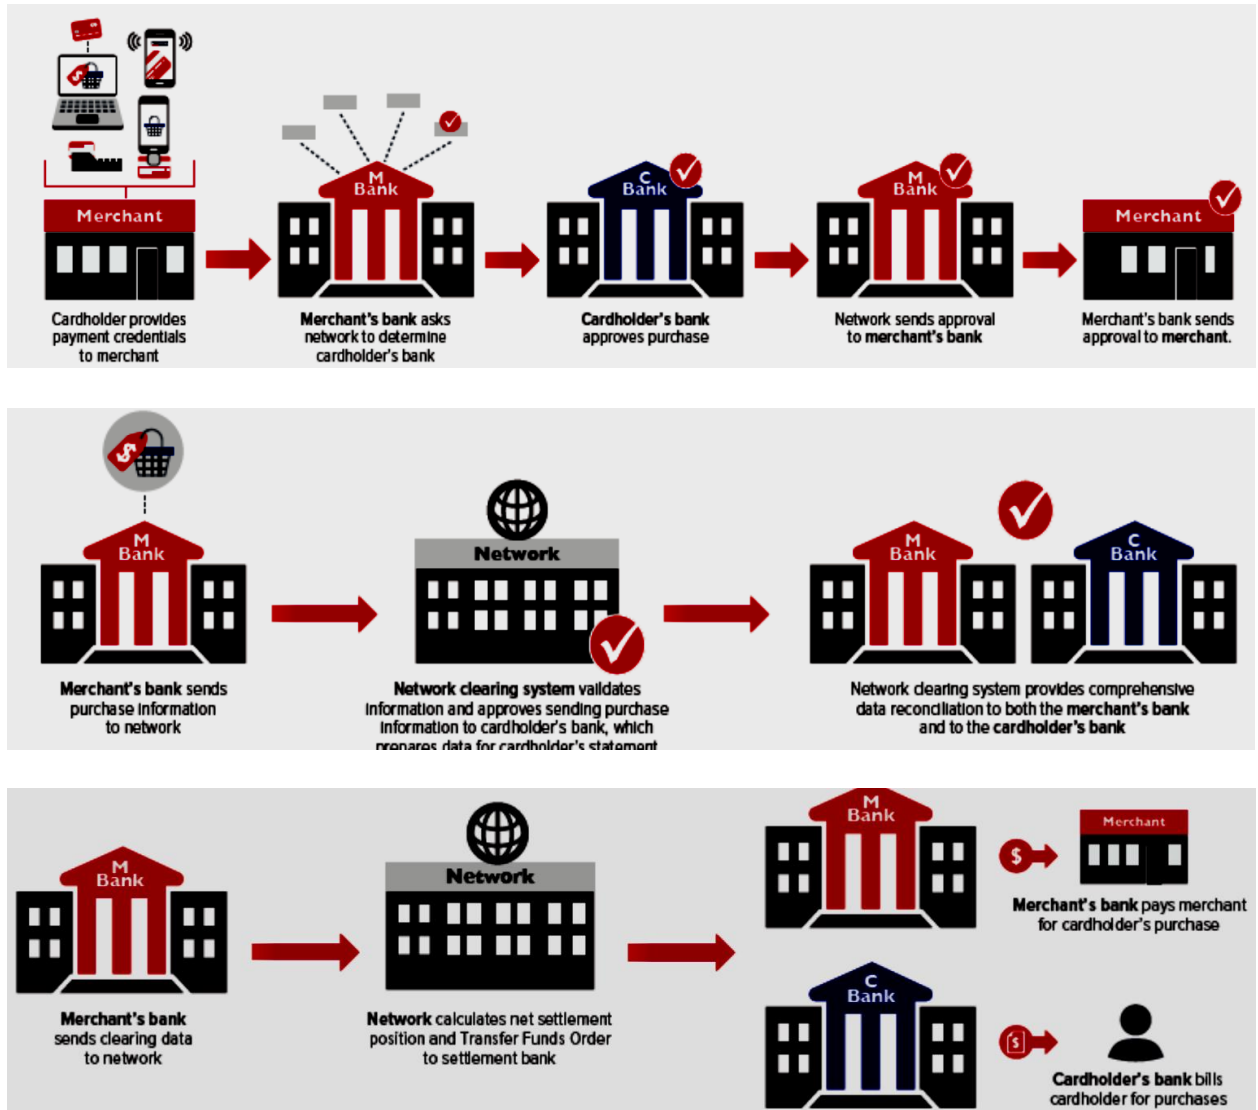 Merchant
Cardholder provides
payment credentials
to merchant
M
Bank
Merchant's bank asks
network to determine
cardholder's bank
C
Bank
Cardholder's bank
approves purchase
M
Bank
Network sends approval
to merchant's bank
Merchant
Merchant's bank sends
approval to merchant.
$
M
Bank
Merchant's bank sends
purchase information
to network
Network
Network clearing system validates
information and approves sending purchase
information to cardholder's bank, which
prepares data for cardholder's statement
M
Bank
C
Bank
Network clearing system provides comprehensive
data reconciliation to both the merchant's bank
and to the cardholder's bank
M
Bank
Merchant's bank
sends clearing data
to network
Network
Network calculates net settlement
position and Transfer Funds Order
to settlement bank
M
Bank
$
Merchant
Merchant's bank pays merchant
for cardholder's purchase
C
Bank
$
Cardholder's bank bills
cardholder for purchases